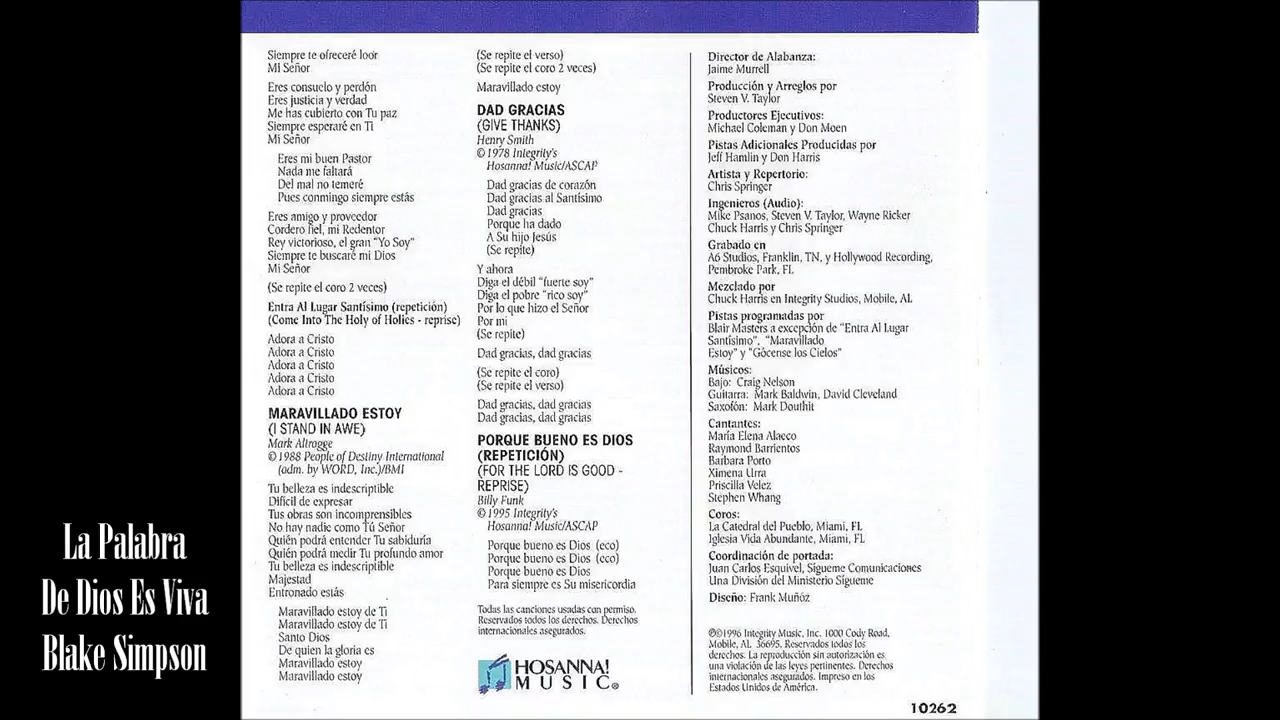 Siempre te ofreceré loor
Mi Señor
Eres consuelo y perdón
Eres justicia y verdad
Me has cubierto con Tu paz
Siempre esperaré en Ti
Mi Señor
Eres mi buen Pastor
Nada me faltará
Del mal no temeré
Pues conmingo siempre estás
Eres amigo y proveedor
Cordero fiel, mi Redentor
Rey victorioso, el gran “Yo Soy”
Siempre te buscaré mi Dios
Mi Señor
(Se repite el coro 2 veces)
Entra Al Lugar Santísimo (repetición)
(Come Into The Holy of Holies - reprise)
Adora a Cristo
Adora a Cristo
Adora a Cristo
Adora a Cristo
Adora a Cristo
MARAVILLADO ESTOY
(I STAND IN AWE)
Mark Altrogge
©1988 People of Destiny International
(adm. by WORD, Inc.)/BMI
Tu belleza es indescriptible
Difícil de expresar
Tus obras son incomprensibles
No hay nadie como Tú Señor
Quién podrá entender Tu sabiduría
Quién podrá medir Tu profundo amor
Tu belleza es indescriptible
Majestad
Entronado estás
Maravillado estoy de Ti
Maravillado estoy de Ti
Santo Dios
De quien la gloria es
Maravillado estoy
Maravillado estoy
(Se repite el verso)
(Se repite el coro 2 veces)
Maravillado estoy
DAD GRACIAS
(GIVE THANKS)
Henry Smith
©1978 Integrity's
Hosanna! Music/ASCAP
Dad gracias de corazón
Dad gracias al Santísimo
Dad gracias
Porque ha dado
A Su hijo Jesús
(Se repite)
Y ahora
Diga el débil “fuerte soy”
Diga el pobre “rico soy”
Por lo que hizo el Señor
Por mi
(Se repite)
Dad gracias, dad gracias
(Se repite el coro)
(Se repite el verso)
Dad gracias, dad gracias
Dad gracias, dad gracias
PORQUE BUENO ES DIOS
(REPETICIÓN)
(FOR THE LORD IS GOOD -
REPRISE)
Billy Funk
©1995 Integrity's
Hosanna! Music/ASCAP
Porque bueno es Dios (eco)
Porque bueno es Dios (eco)
Porque bueno es Dios
Para siempre es Su misericordia
Todas las canciones usadas con permiso.
Reservados todos los derechos. Derechos
internacionales asegurados.
HOSANNA!
MUSIC®
Director de Alabanza:
Jaime Murrell
Producción y Arreglos por
Steven V. Taylor
Productores Ejecutivos:
Michael Coleman y Don Moen
Pistas Adicionales Producidas por
Jeff Hamlin y Don Harris
Artista y Repertorio:
Chris Springer
Ingenieros (Audio):
Mike Psanos, Steven V. Taylor, Wayne Ricker
Chuck Harris y Chris Springer
Grabado en
A6 Studios, Franklin, TN, y Hollywood Recording,
Pembroke Park, FL
Mezclado por
Chuck Harris en Integrity Studios, Mobile, AL
Pistas programadas por
Blair Masters a excepción de “Entra Al Lugar
Santísimo”, “Maravillado
Estoy” y “Gócense los Cielos”
Músicos:
Bajo: Craig Nelson
Guitarra: Mark Baldwin, David Cleveland
Saxofón: Mark Douthit
Cantantes:
María Elena Alaeco
Raymond Barrientos
Barbara Porto
Ximena Urra
Priscilla Velez
Stephen Whang
Coros:
La Catedral del Pueblo, Miami, FL
Iglesia Vida Abundante, Miami, FL
Coordinación de portada:
Juan Carlos Esquivel, Sígueme Comunicaciones
Una División del Ministerio Sígueme
Diseño: Frank Muñóz
℗©1996 Integrity Music, Inc. 1000 Cody Road,
Mobile, AL 36695. Reservados todos los
derechos. La reproducción sin autorización es
una violación de las leyes pertinentes. Derechos
internacionales asegurados. Impreso en los
Estados Unidos de América.
10262
La Palabra
De Dios Es Viva
Blake Simpson